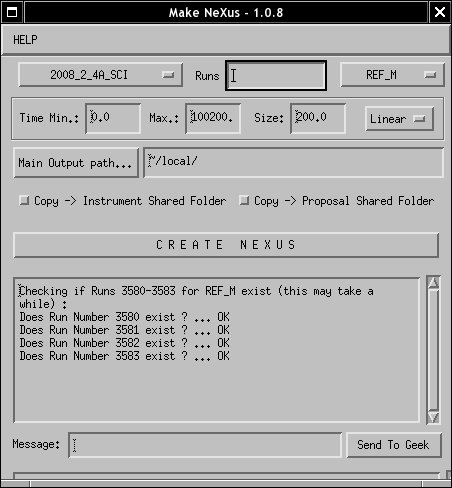 Make NeXus - 1.0.8
HELP
2008_2_4A_SCI Runs REF_M
Time Min.: 0.0 Max.: 100200. Size: 200.0 Linear
Main Output path... ~/local/
Copy -> Instrument Shared Folder Copy -> Proposal Shared Folder
CREATE NEXUS
Checking if Runs 3580-3583 for REF_M exist (this may take a
while) :
Does Run Number 3580 exist ? ... OK
Does Run Number 3581 exist ? ... OK
Does Run Number 3582 exist ? ... OK
Does Run Number 3583 exist ? ... OK
Message: Send To Geek